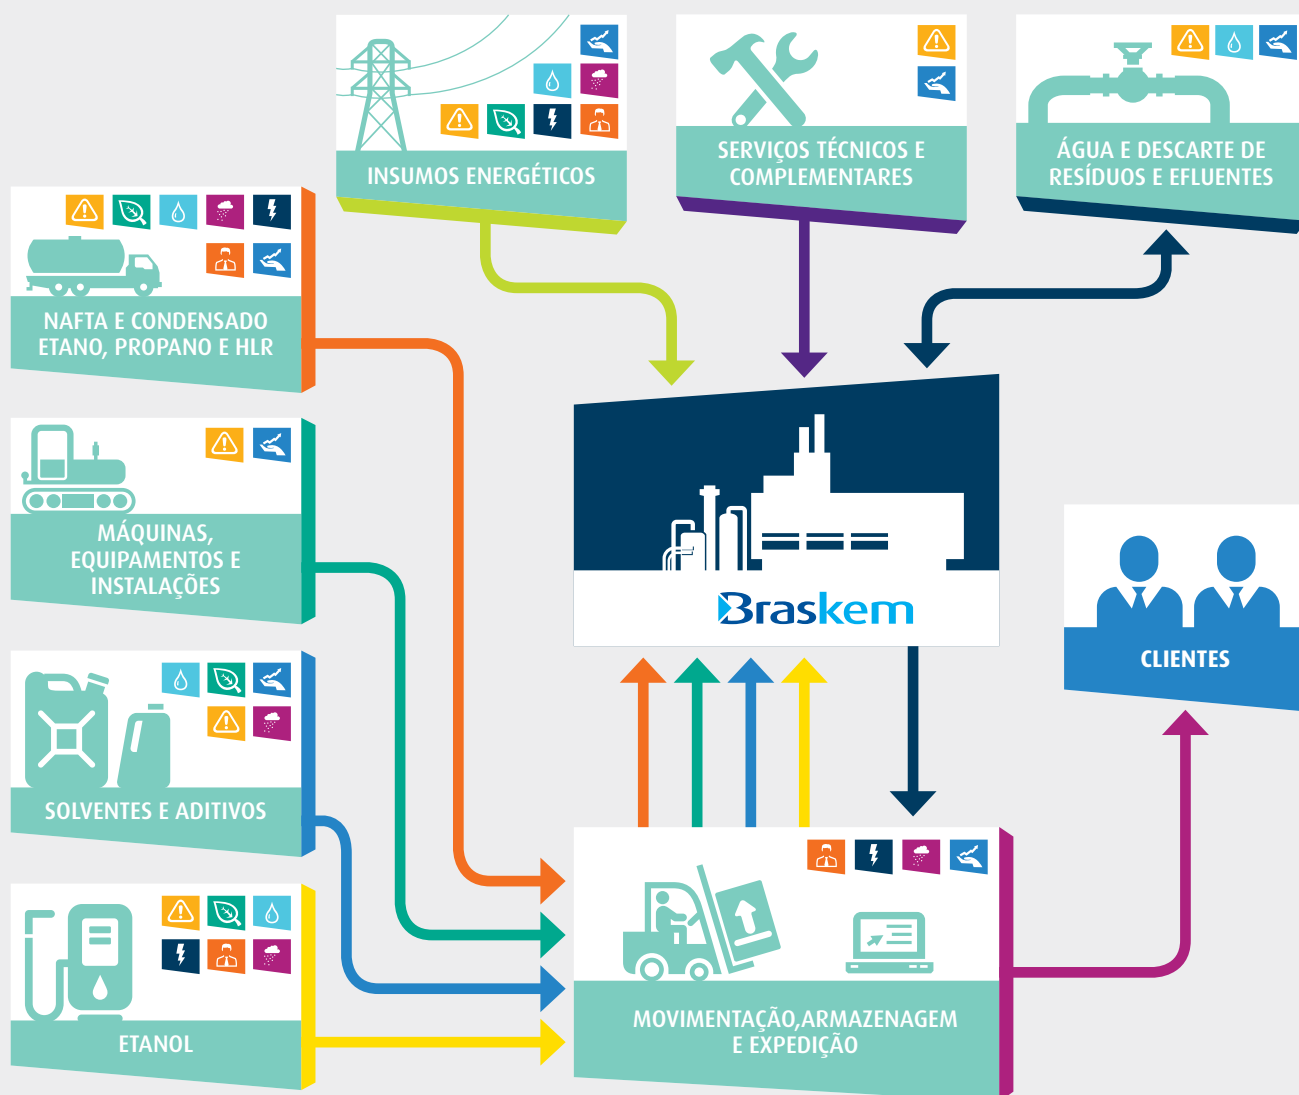 INSUMOS ENERGÉTICOS
SERVIÇOS TÉCNICOS E
COMPLEMENTARES
ÁGUA E DESCARTE DE
RESÍDUOS E EFLUENTES
NAFTA E CONDENSADO
ETANO, PROPANO E HLR
MÁQUINAS,
EQUIPAMENTOS E
INSTALAÇÕES
Braskem
CLIENTES
SOLVENTES E ADITIVOS
MOVIMENTAÇÃO,ARMAZENAGEM
E EXPEDIÇÃO
ETANOL